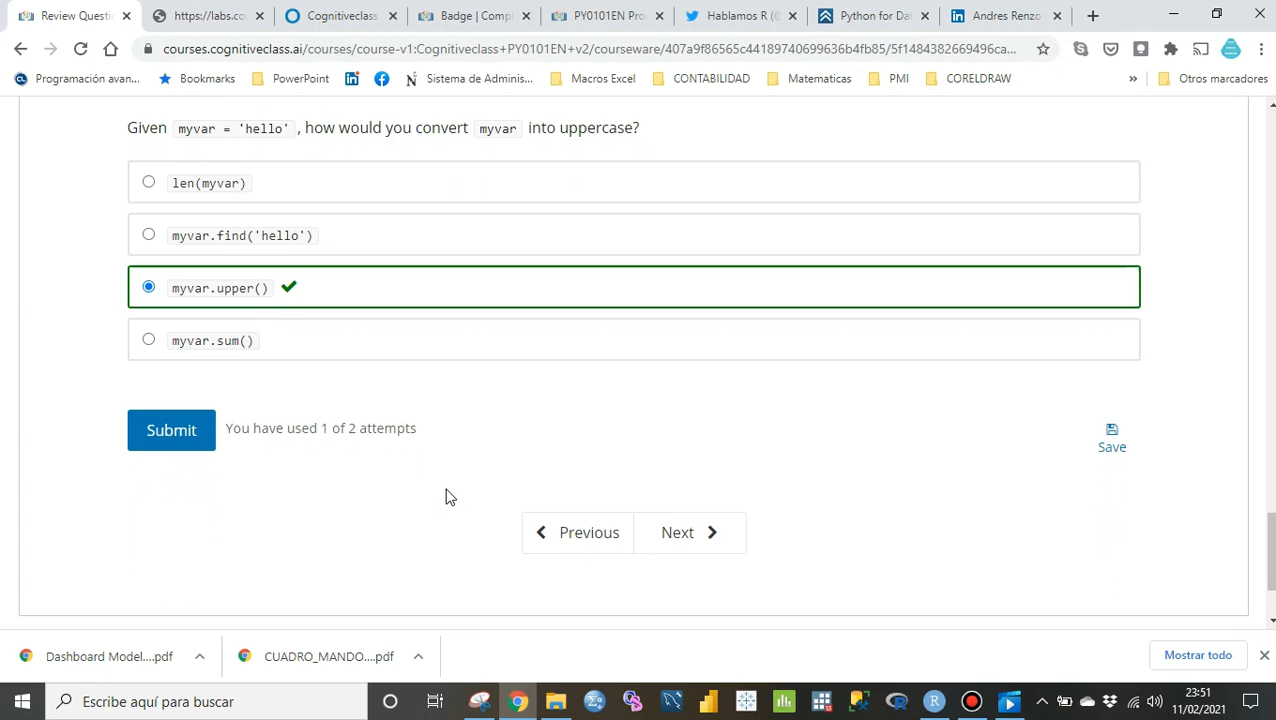 Review Questi
https://labs.co
Cognitiveclass
Badge | Compl
PY0101EN Pro
Hablamos R (@
Python for Dat
Andres Renzo
courses.cognitiveclass.ai/courses/course-v1:Cognitiveclass+PY0101EN+v2/courseware/407a9f86565c44189740699636b4fb85/5f1484382669496ca...
Programación avan...
Bookmarks
PowerPoint
Sistema de Adminis...
Macros Excel
CONTABILIDAD
Matematicas
PMI
CORELDRAW
»
Otros marcadores
Given myvar = 'hello' , how would you convert myvar into uppercase?
len(myvar)
myvar.find('hello')
myvar.upper()
myvar.sum()
Submit
You have used 1 of 2 attempts
Save
Previous
Next
Dashboard Model....pdf
CUADRO_MANDO....pdf
Mostrar todo
Escribe aquí para buscar
23:51
11/02/2021